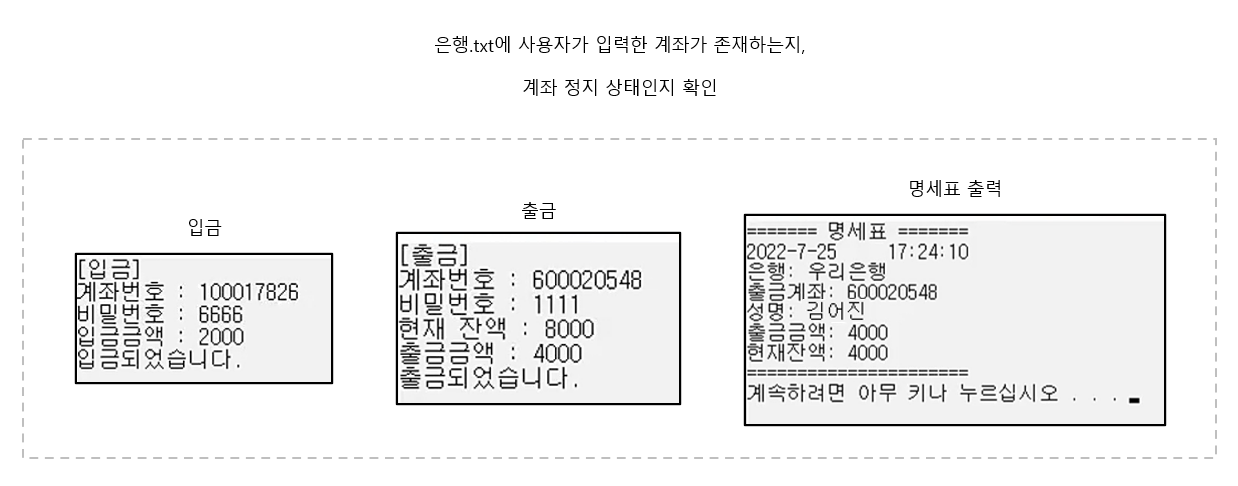 은행.txt에 사용자가 입력한 계좌가 존재하는지,
계좌 정지 상태인지 확인
입금
[입금]
계좌번호 : 100017826
비밀번호 : 6666
입금금액 : 2000
입금되었습니다.
출금
[출금]
계좌번호 : 600020548
비밀번호 : 1111
현재 잔액 : 8000
출금금액 : 4000
출금되었습니다.
명세표 출력
======= 명세표 =======
2022-7-25 17:24:10
은행: 우리은행
출금계좌: 600020548
성명: 김어진
출금금액: 4000
현재잔액: 4000
======================
계속하려면 아무 키나 누르십시오 . . .